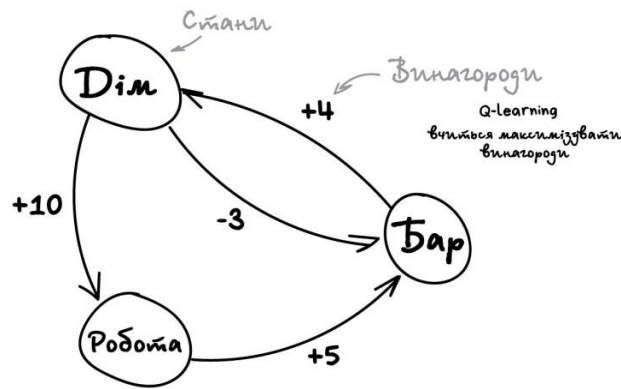 Стани
Дім
Винагороди
+4
Q-learning
вчиться максимізувати
винагороди
+10
-3
Бар
Робота
+5